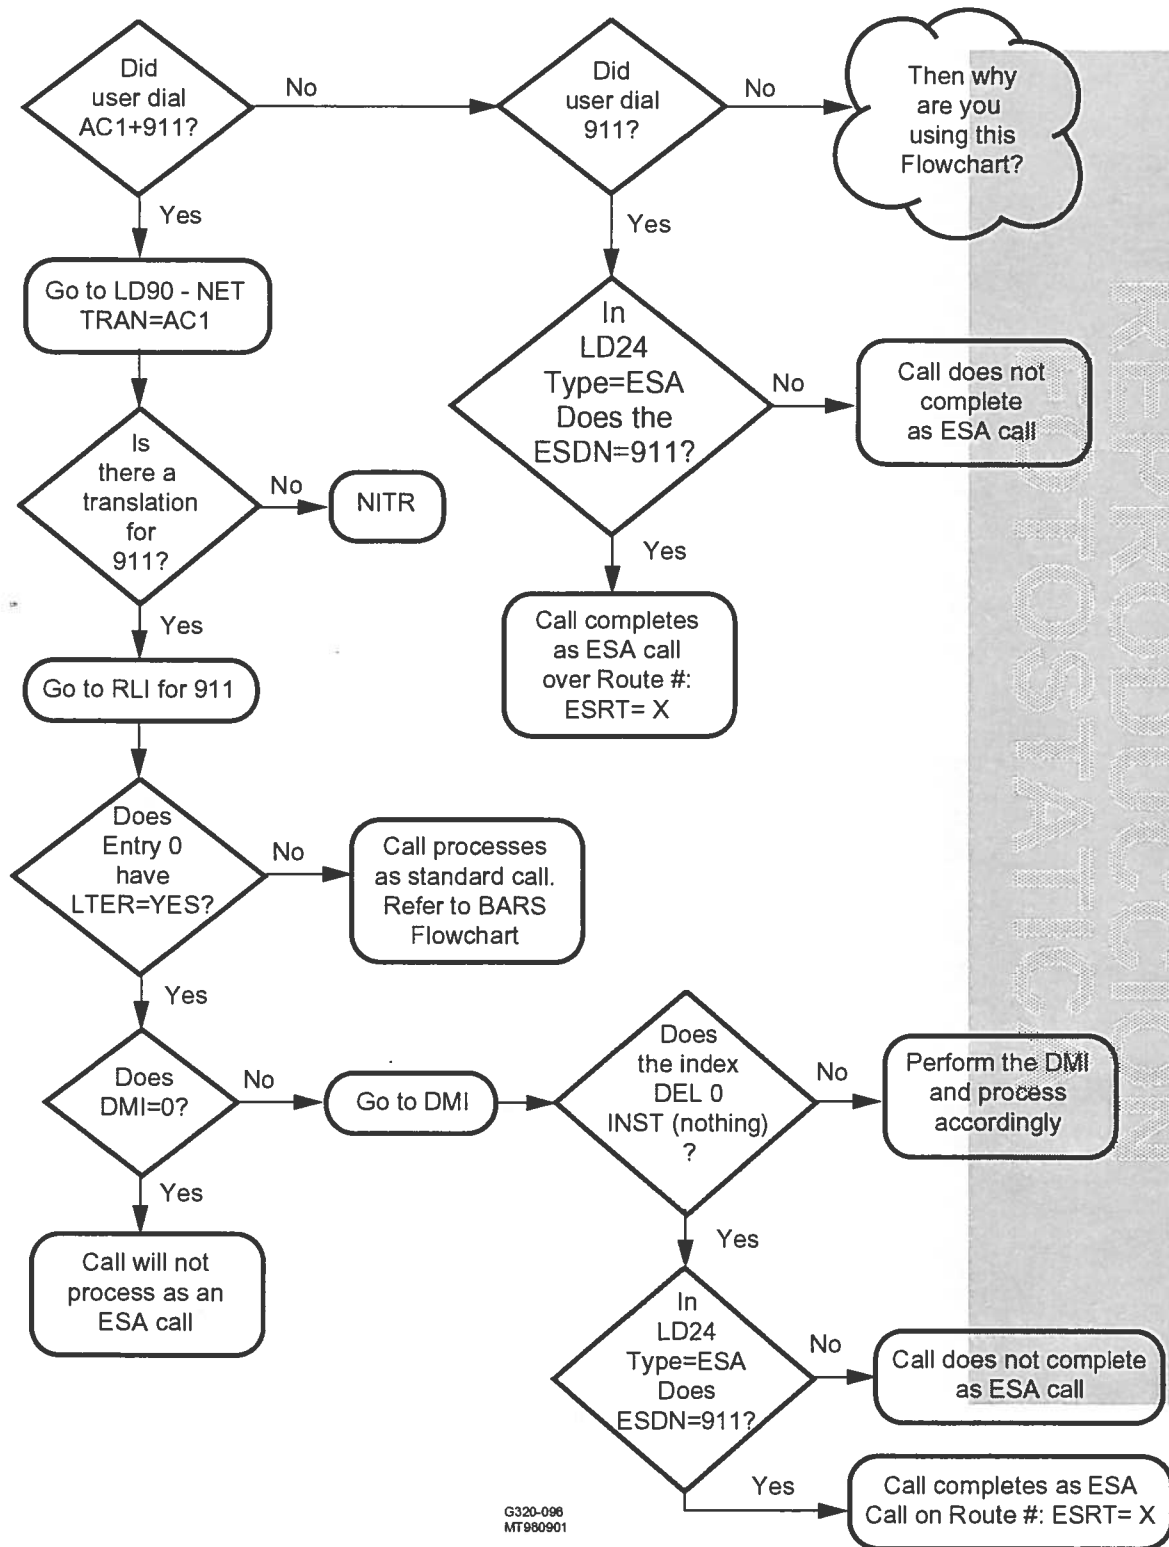 Did
user dial
AC1+911?
No
Did
user dial
911?
No
Then why
are you
using this
Flowchart?
Yes
Yes
Go to LD90 - NET
TRAN=AC1
In
LD24
Type=ESA
Does the
ESDN=911?
No
Call does not
complete
as ESA call
Is
there a
translation
for
911?
No
NITR
Yes
Yes
Call completes
as ESA call
over Route #:
ESRT= X
Go to RLI for 911
Does
Entry 0
have
LTER=YES?
No
Call processes
as standard call.
Refer to BARS
Flowchart
Yes
Does
DMI=0?
No
Go to DMI
Does
the index
DEL 0
INST (nothing)
?
No
Perform the DMI
and process
accordingly
Yes
Yes
Call will not
process as an
ESA call
In
LD24
Type=ESA
Does
ESDN=911?
No
Call does not complete
as ESA call
Yes
Call completes as ESA
Call on Route #: ESRT= X
G320-096
MT980901
REPRODUCCION
FOTOSTATICA